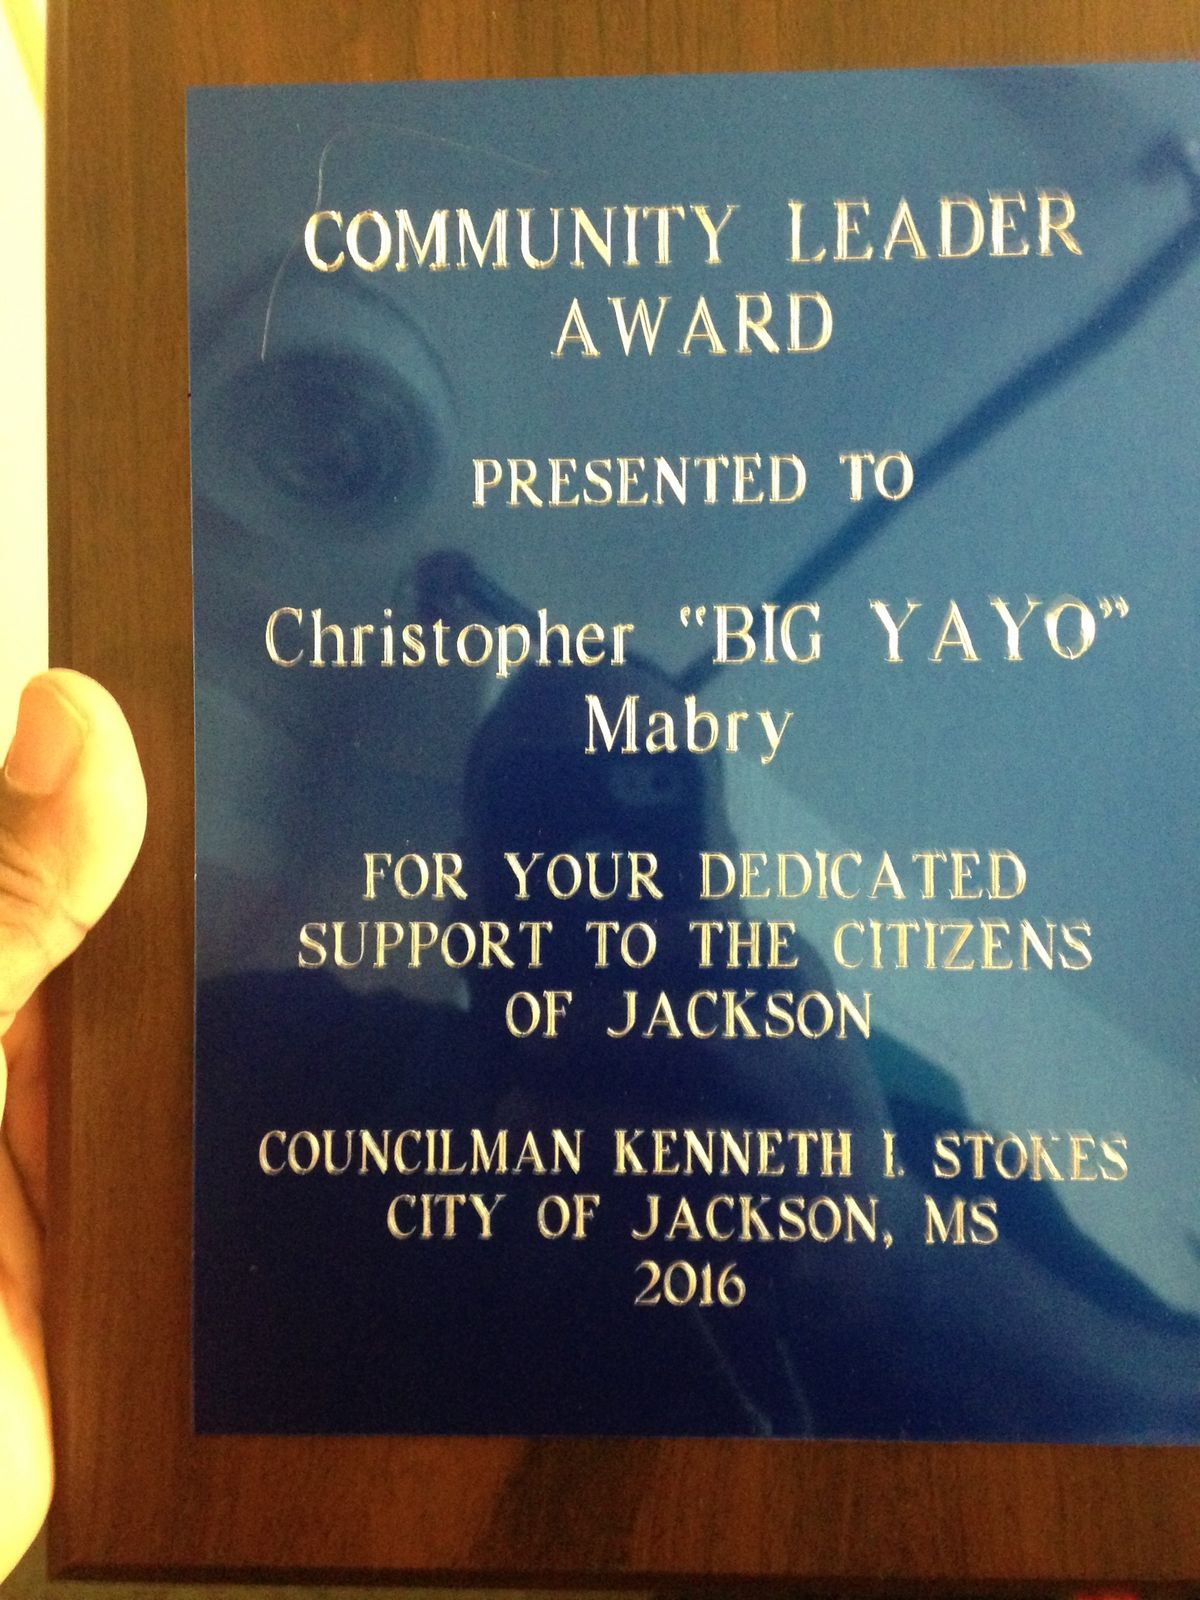 COMMUNITY LEADER
AWARD
PRESENTED TO
Christopher “BIG YAYO”
Mabry
FOR YOUR DEDICATED
SUPPORT TO THE CITIZENS
OF JACKSON
COUNCILMAN KENNETH I. STOKES
CITY OF JACKSON, MS
2016